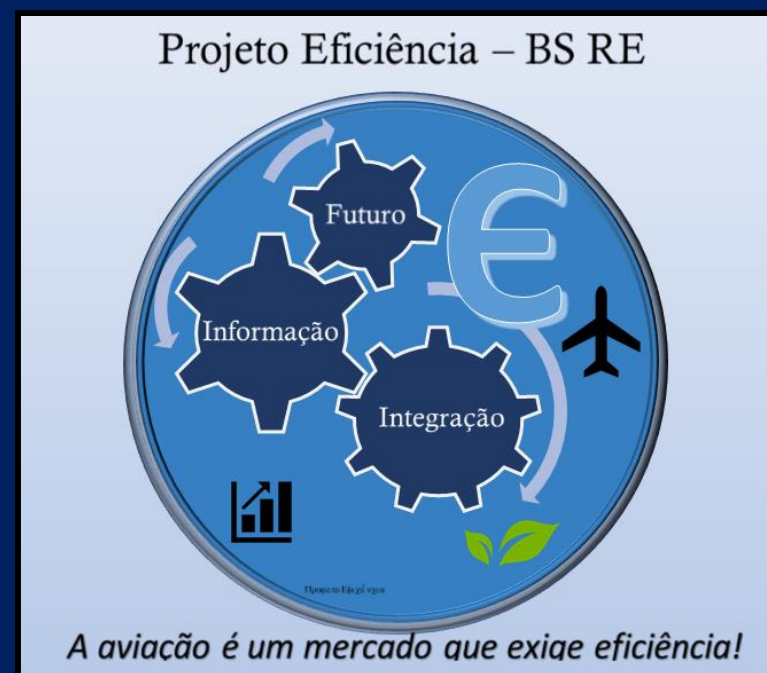 Projeto Eficiência – BS RE
Futuro
Є
Informação
Integração
A aviação é um mercado que exige eficiência!